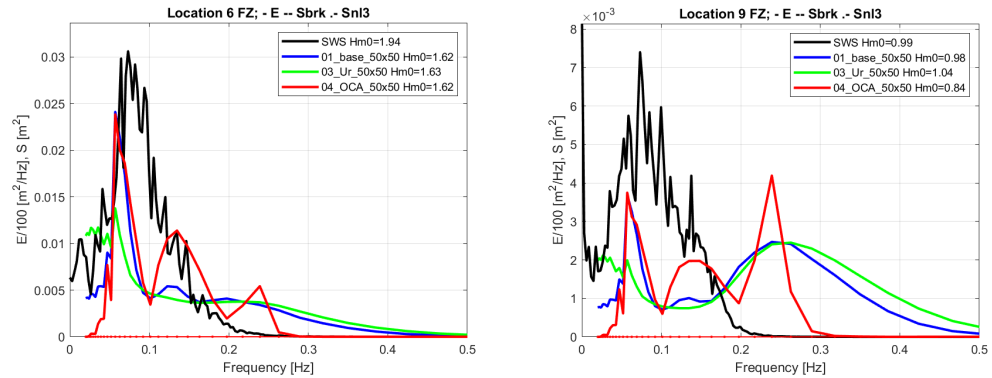 Location 6 FZ; - E -- Sbrk .- Snl3
SWS Hm0=1.94
01_base_50x50 Hm0=1.62
03_Ur_50x50 Hm0=1.63
04_OCA_50x50 Hm0=1.62
E/100 [m²/Hz], S [m²]
0.03
0.025
0.02
0.015
0.01
0.005
0
0 0.1 0.2 0.3 0.4 0.5
Frequency [Hz]
Location 9 FZ; - E -- Sbrk .- Snl3
×10⁻³
SWS Hm0=0.99
01_base_50x50 Hm0=0.98
03_Ur_50x50 Hm0=1.04
04_OCA_50x50 Hm0=0.84
E/100 [m²/Hz], S [m²]
8
7
6
5
4
3
2
1
0
0 0.1 0.2 0.3 0.4 0.5
Frequency [Hz]